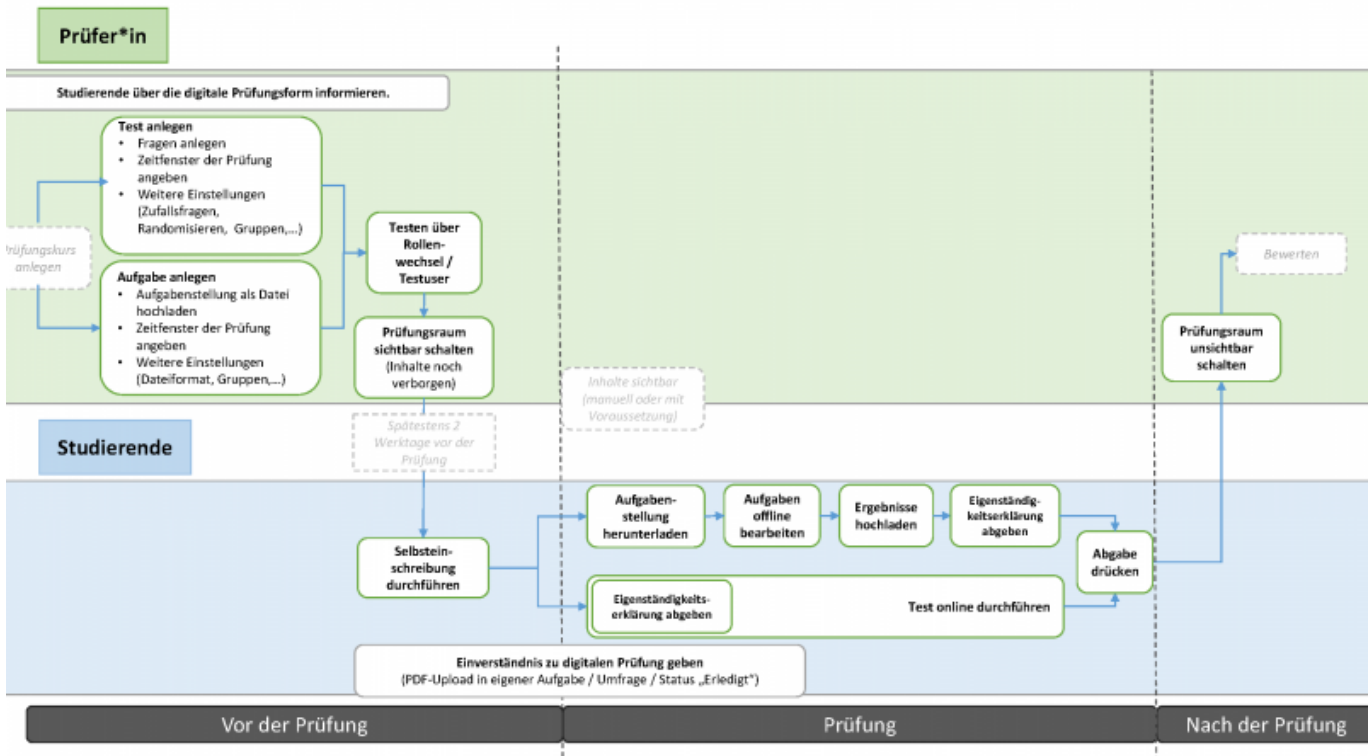 Prüfer*in
Studierende über die digitale Prüfungsform informieren.
Test anlegen
• Fragen anlegen
• Zeitfenster der Prüfung
angeben
• Weitere Einstellungen
(Zufallsfragen,
Randomisieren, Gruppen,...)
Prüfungskurs
anlegen
Aufgabe anlegen
• Aufgabenstellung als Datei
hochladen
• Zeitfenster der Prüfung
angeben
• Weitere Einstellungen
(Dateiformat, Gruppen,...)
Testen über
Rollen-
wechsel /
Testuser
Prüfungsraum
sichtbar schalten
(Inhalte noch
verborgen)
Inhalte sichtbar
(manuell oder mit
Voraussetzung)
Bewerten
Prüfungsraum
unsichtbar
schalten
Studierende
Spätestens 2
Werktage vor der
Prüfung
Selbstein-
schreibung
durchführen
Aufgaben-
stellung
herunterladen
Aufgaben
offline
bearbeiten
Ergebnisse
hochladen
Eigenständig-
keitserklärung
abgeben
Abgabe
drücken
Eigenständigkeits-
erklärung abgeben
Test online durchführen
Einverständnis zu digitalen Prüfung geben
(PDF-Upload in eigener Aufgabe / Umfrage / Status „Erledigt“)
Vor der Prüfung
Prüfung
Nach der Prüfung